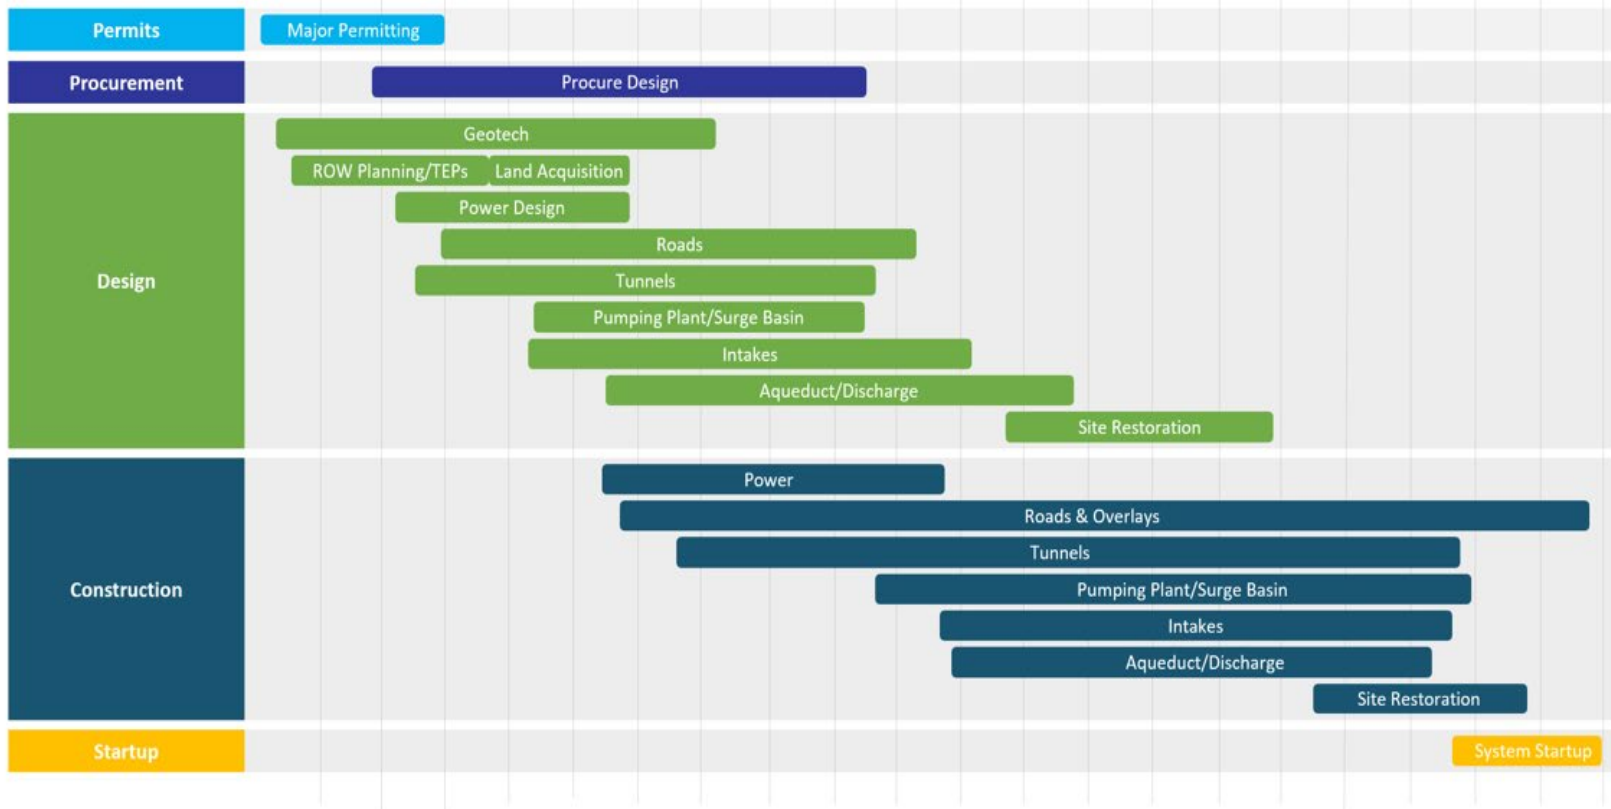 Permits
Major Permitting
Procurement
Procure Design
Design
Geotech
ROW Planning/TEPs
Land Acquisition
Power Design
Roads
Tunnels
Pumping Plant/Surge Basin
Intakes
Aqueduct/Discharge
Site Restoration
Construction
Power
Roads & Overlays
Tunnels
Pumping Plant/Surge Basin
Intakes
Aqueduct/Discharge
Site Restoration
Startup
System Startup